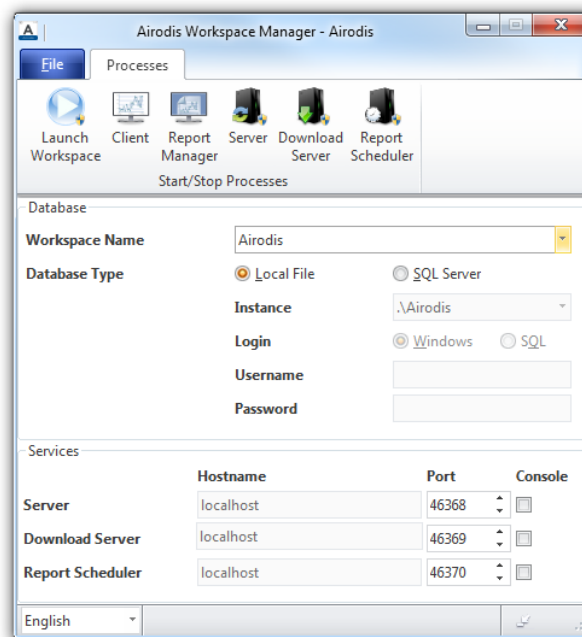 A
Airodis Workspace Manager - Airodis
File Processes
Launch Workspace Client Report Manager Server Download Server Report Scheduler
Start/Stop Processes
Database
Workspace Name Airodis
Database Type Local File SQL Server
Instance .\Airodis
Login Windows SQL
Username
Password
Services
Hostname Port Console
Server localhost 46368
Download Server localhost 46369
Report Scheduler localhost 46370
English